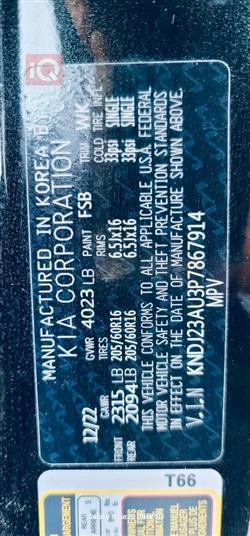 iQ
MANUFACTURED IN KOREA B
KIA CORPORATION
12/22 GVWR 4023 LB PAINT FSB TRIM WK
GAWR TIRES RIMS COLD TIRE INFL.
FRONT 2315 LB 205/60R16 6.5JX16 33psi SINGLE
REAR 2094 LB 205/60R16 6.5JX16 33psi SINGLE
THIS VEHICLE CONFORMS TO ALL APPLICABLE U.S.A. FEDERAL
MOTOR VEHICLE SAFETY AND THEFT PREVENTION STANDARDS
IN EFFECT ON THE DATE OF MANUFACTURE SHOWN ABOVE.
V.I.N KNDJ23AU3P7867914
MPV
T66
REAR
ARRIÈRE 3